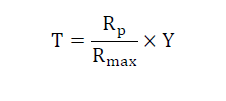 T = R_p / R_max × Y